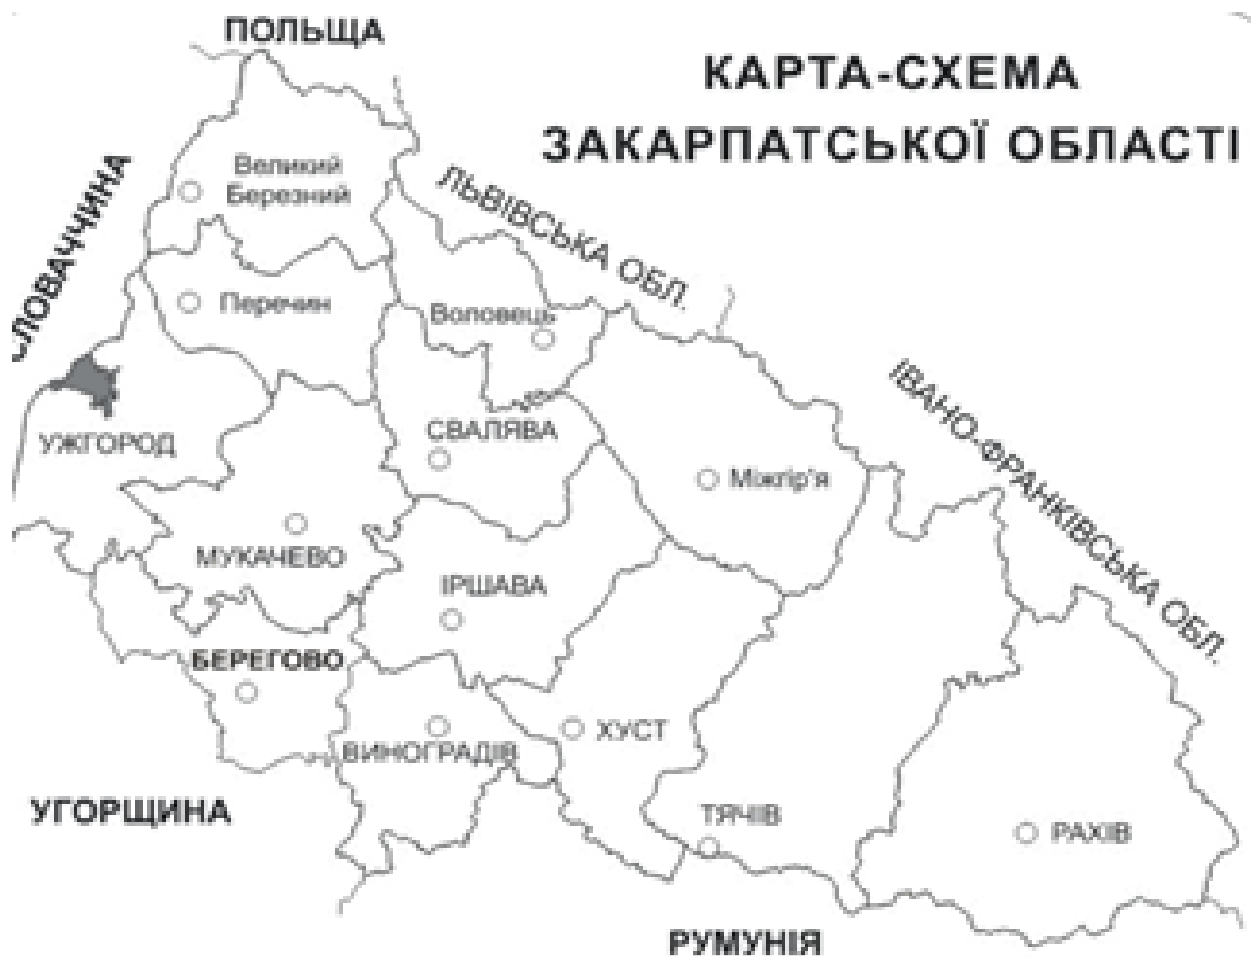 ПОЛЬЩА
КАРТА-СХЕМА
ЗАКАРПАТСЬКОЇ ОБЛАСТІ
СЛОВАЧЧИНА
Великий
Березний
ЛЬВІВСЬКА ОБЛ.
Перечин
Воловець
ІВАНО-ФРАНКІВСЬКА ОБЛ.
УЖГОРОД
СВАЛЯВА
Міжгір'я
МУКАЧЕВО
ІРШАВА
БЕРЕГОВО
ХУСТ
ВИНОГРАДІВ
УГОРЩИНА
ТЯЧІВ
РАХІВ
РУМУНІЯ